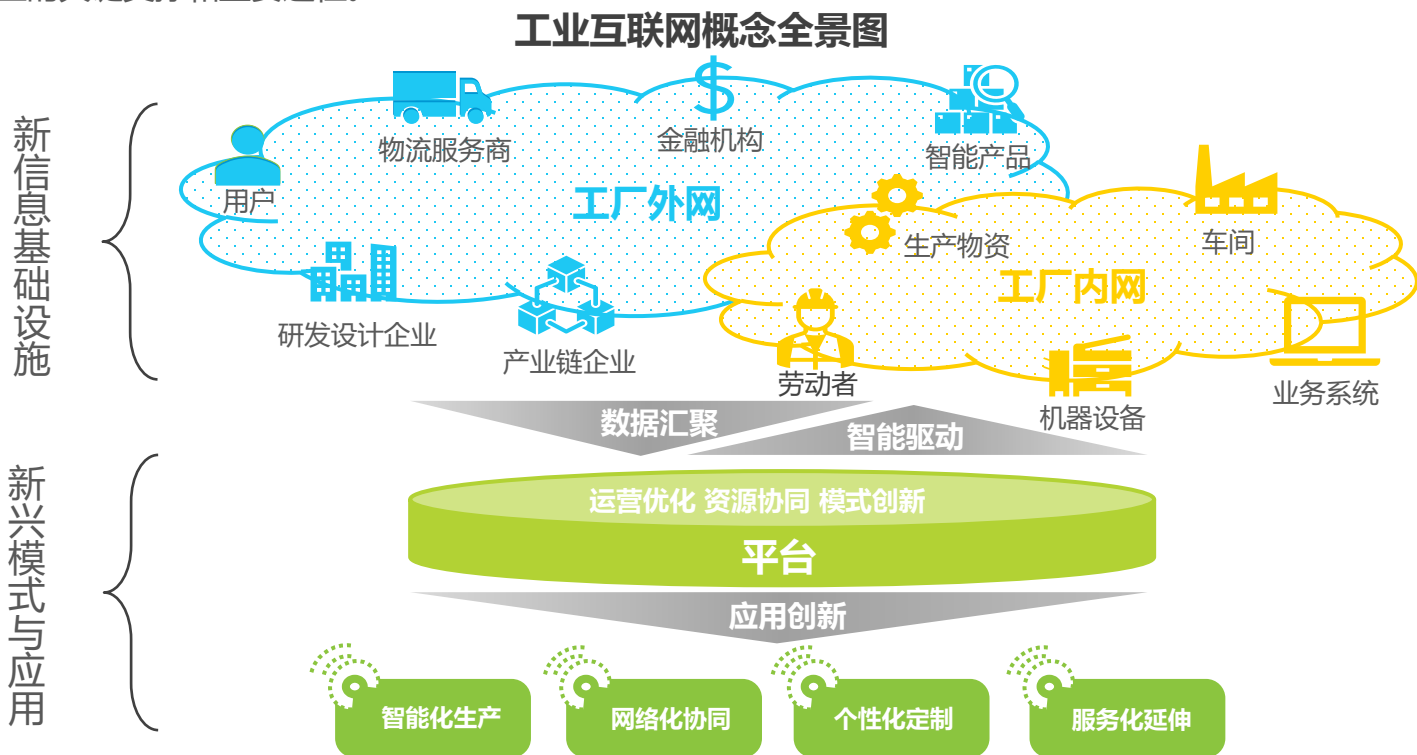 工业互联网概念全景图
新信息基础设施
物流服务商
金融机构
智能产品
用户
工厂外网
生产物资
车间
工厂内网
研发设计企业
产业链企业
劳动者
机器设备
业务系统
数据汇聚
智能驱动
新兴模式与应用
运营优化 资源协同 模式创新
平台
应用创新
智能化生产
网络化协同
个性化定制
服务化延伸